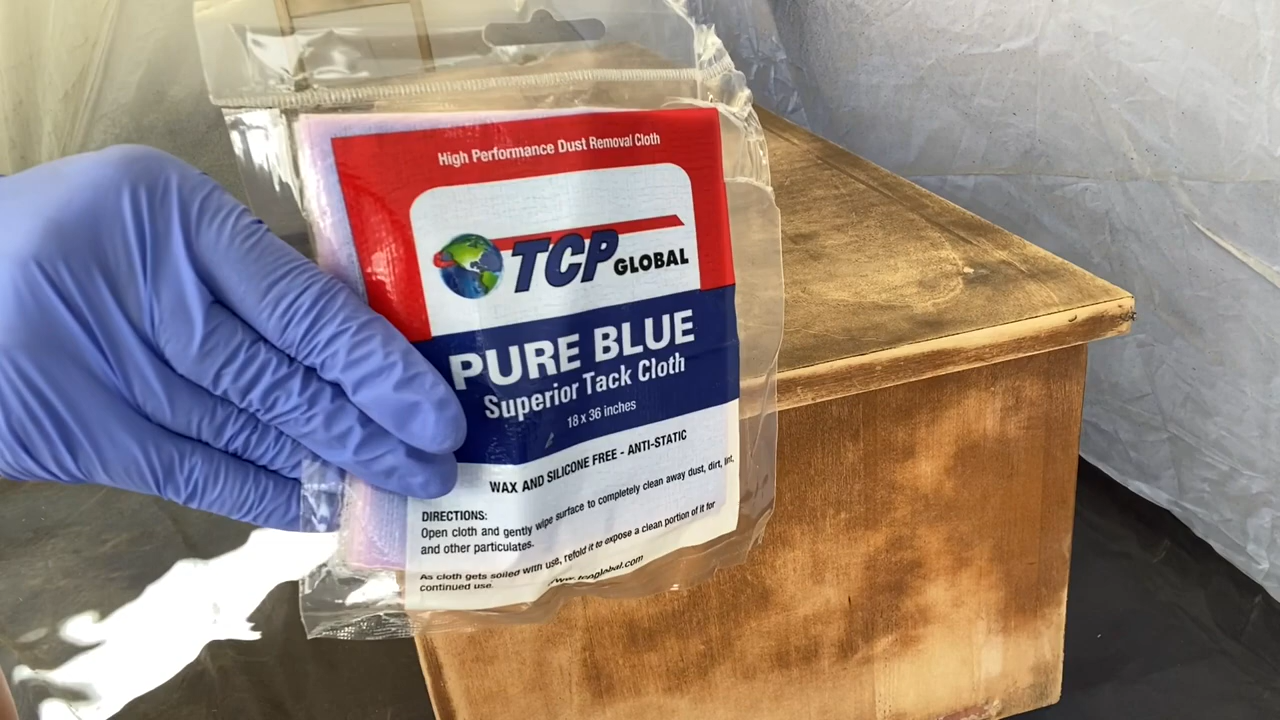 High Performance Dust Removal Cloth
TCP GLOBAL
PURE BLUE
Superior Tack Cloth
18 x 36 inches
WAX AND SILICONE FREE - ANTI-STATIC
DIRECTIONS:
Open cloth and gently wipe surface to completely clean away dust, dirt, lint,
and other particulates.
As cloth gets soiled with use, refold it to expose a clean portion of it for
continued use.
www.tcpglobal.com